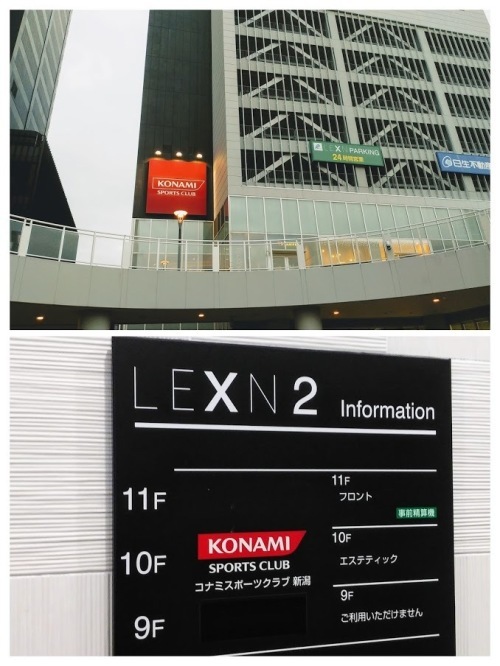 KONAMI
SPORTS CLUB
LEXN PARKING
24時間営業
日生不動産
LEXN 2 Information
11F
11F
フロント
事前精算機
10F
KONAMI
SPORTS CLUB
コナミスポーツクラブ 新潟
10F
エステティック
9F
9F
ご利用いただけません